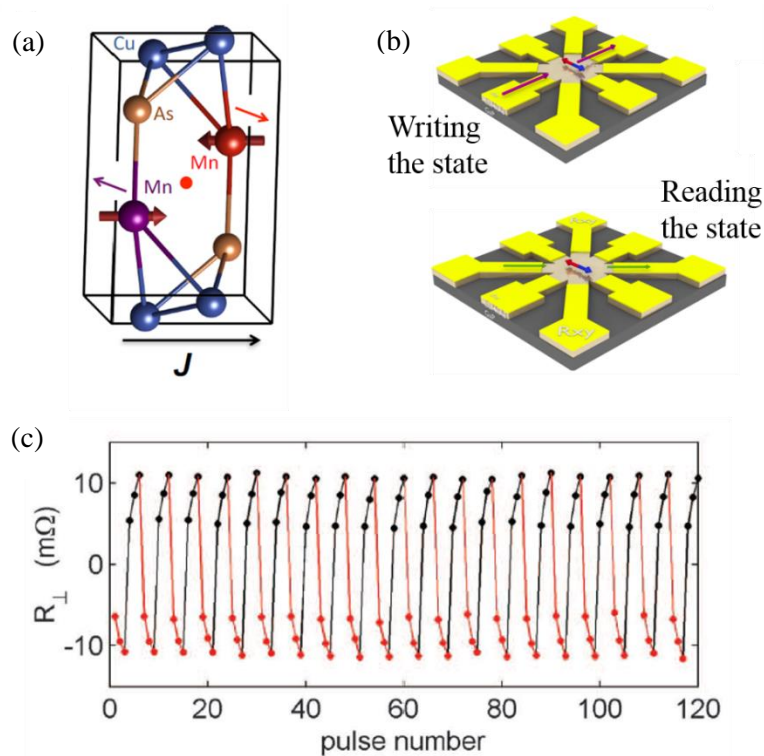 (a)
Cu
As
Mn
Mn
J
(b)
Writing
the state
Reading
the state
Rxy
(c)
R⊥ (mΩ)
10
0
-10
0 20 40 60 80 100 120
pulse number